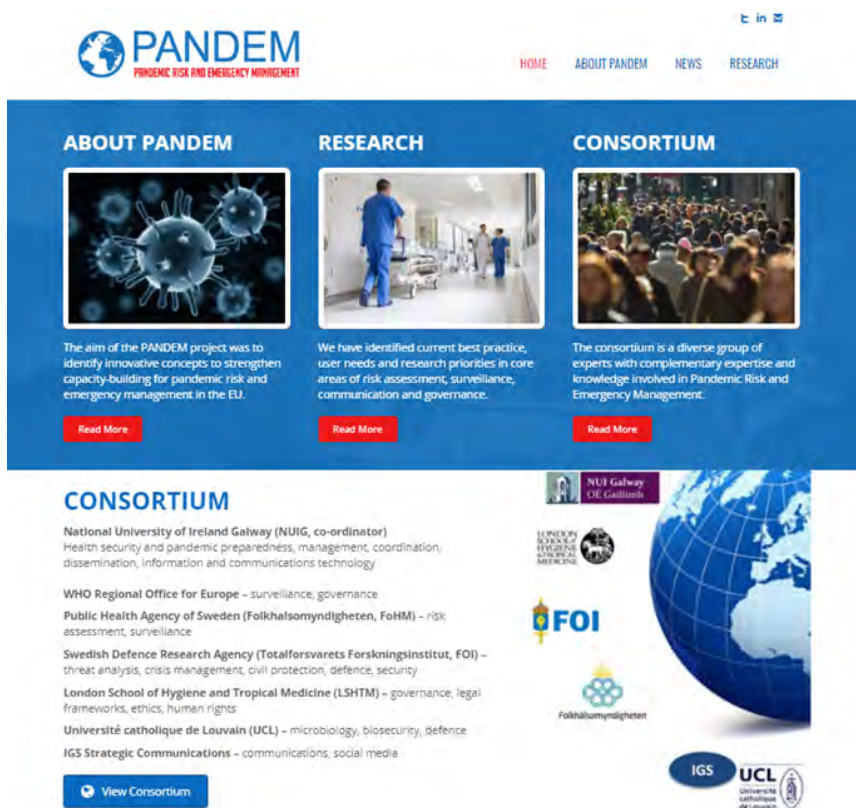 PANDEM
PANDEMIC RISK AND EMERGENCY MANAGEMENT
HOME ABOUT PANDEM NEWS RESEARCH
ABOUT PANDEM
The aim of the PANDEM project was to
identify innovative concepts to strengthen
capacity-building for pandemic risk and
emergency management in the EU.
Read More
RESEARCH
We have identified current best practice,
user needs and research priorities in core
areas of risk assessment, surveillance,
communication and governance.
Read More
CONSORTIUM
The consortium is a diverse group of
experts with complementary expertise and
knowledge involved in Pandemic Risk and
Emergency Management.
Read More
CONSORTIUM
National University of Ireland Galway (NUIG, co-ordinator)
Health security and pandemic preparedness, management, coordination,
dissemination, information and communications technology
WHO Regional Office for Europe – surveillance, governance
Public Health Agency of Sweden (Folkhalsomyndigheten, FoHM) – risk
assessment, surveillance
Swedish Defence Research Agency (Totalforsvarets Forskningsinstitut, FOI) –
threat analysis, crisis management, civil protection, defence, security
London School of Hygiene and Tropical Medicine (LSHTM) – governance, legal
frameworks, ethics, human rights
Université catholique de Louvain (UCL) – microbiology, biosecurity, defence
IGS Strategic Communications – communications, social media
View Consortium
NUI Galway
OÉ Gaillimh
LONDON
SCHOOL of
HYGIENE
&TROPICAL
MEDICINE
FOI
Folkhälsomyndigheten
IGS
UCL
Université
catholique
de Louvain